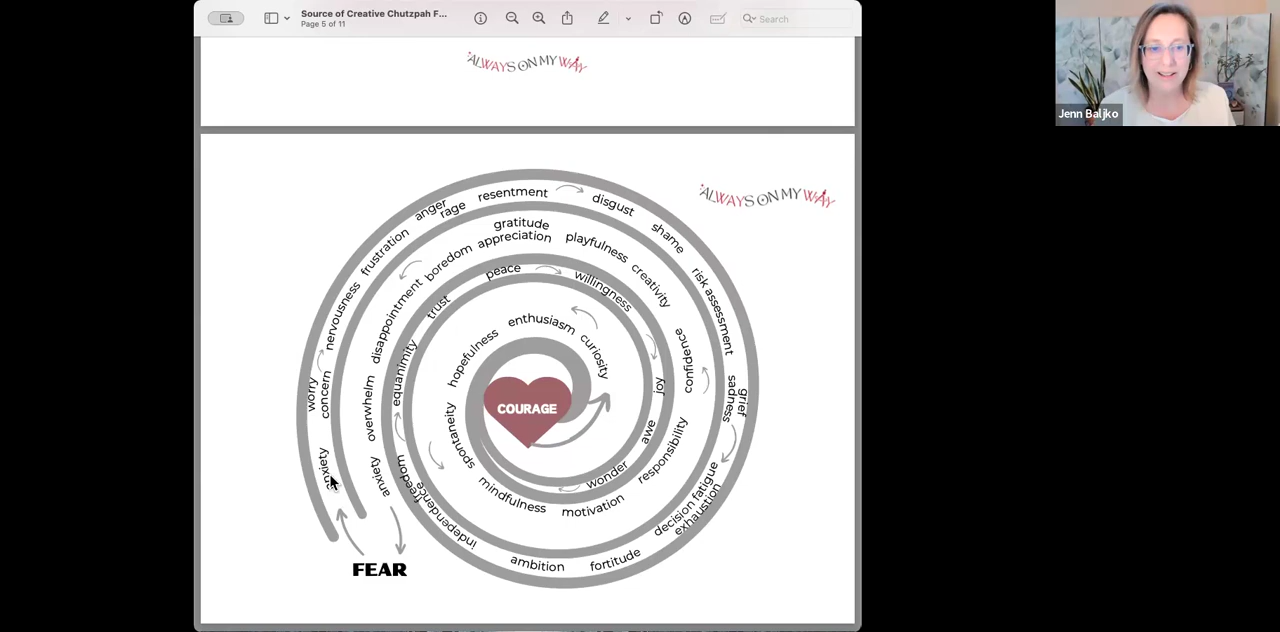 Source of Creative Chutzpah F...
Page 5 of 11
Search
Jenn Baljko
ALWAYS ON MY WAY
ALWAYS ON MY WAY
anxiety
worry
concern
nervousness
frustration
anger
rage
resentment
disgust
shame
risk assessment
grief
sadness
decision fatigue
exhaustion
fortitude
ambition
independence
freedom
equanimity
trust
peace
willingness
joy
awe
wonder
gratitude
appreciation
playfulness
creativity
confidence
responsibility
motivation
mindfulness
spontaneity
hopefulness
enthusiasm
curiosity
boredom
disappointment
overwhelm
anxiety
COURAGE
FEAR